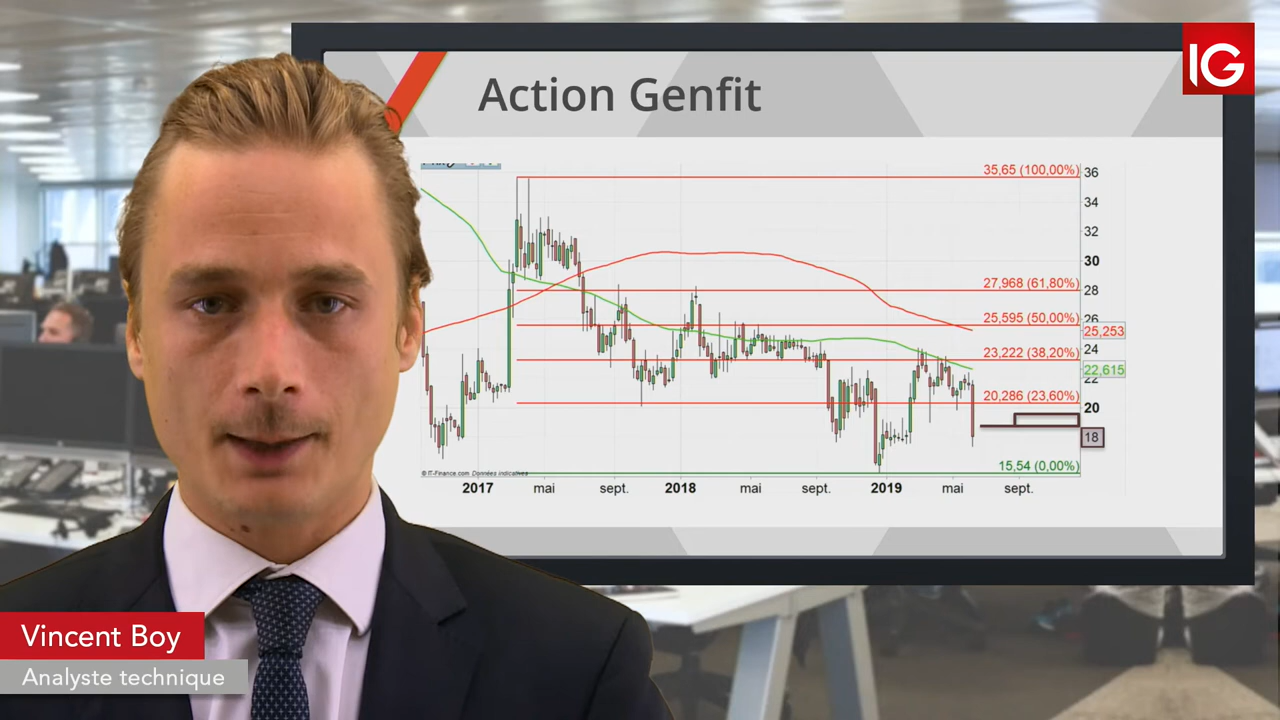 IG
Action Genfit
35,65 (100,00%)
27,968 (61,80%)
25,595 (50,00%)
23,222 (38,20%)
20,286 (23,60%)
15,54 (0,00%)
36
34
32
30
28
26
25,253
24
22,615
22
20
18
© IT-Finance.com Données indicatives
2017
mai
sept.
2018
mai
sept.
2019
mai
sept.
Vincent Boy
Analyste technique